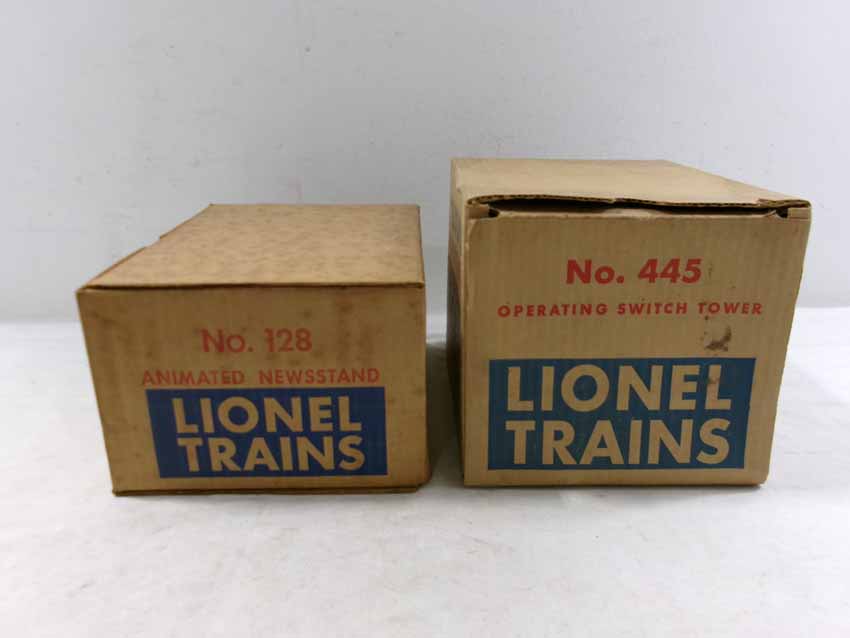 No. 128
ANIMATED NEWSSTAND
LIONEL
TRAINS
No. 445
OPERATING SWITCH TOWER
LIONEL
TRAINS